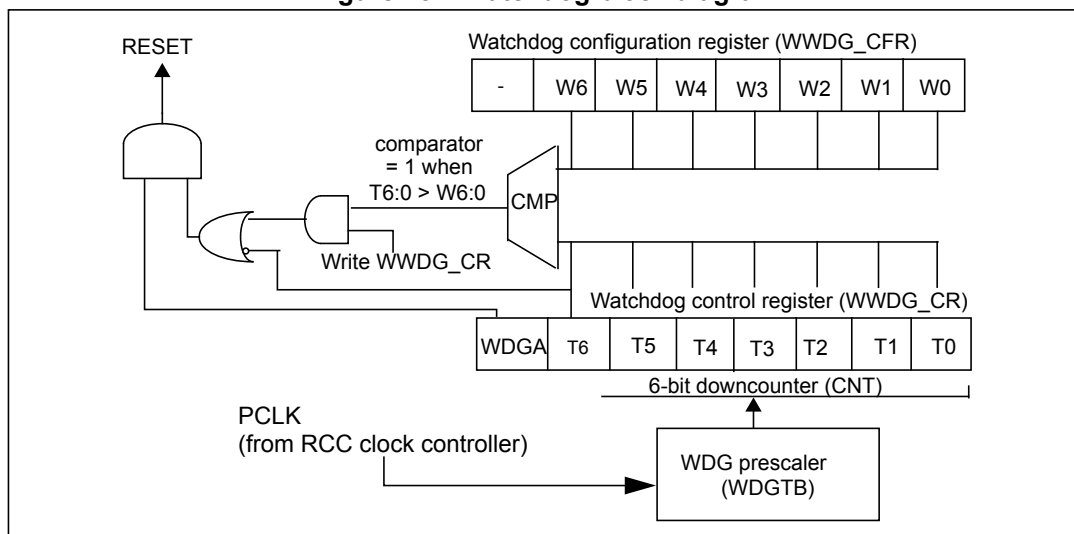 RESET
Watchdog configuration register (WWDG_CFR)
-
W6
W5
W4
W3
W2
W1
W0
comparator
= 1 when
T6:0 > W6:0
CMP
Write WWDG_CR
Watchdog control register (WWDG_CR)
WDGA
T6
T5
T4
T3
T2
T1
T0
6-bit downcounter (CNT)
PCLK
(from RCC clock controller)
WDG prescaler
(WDGTB)